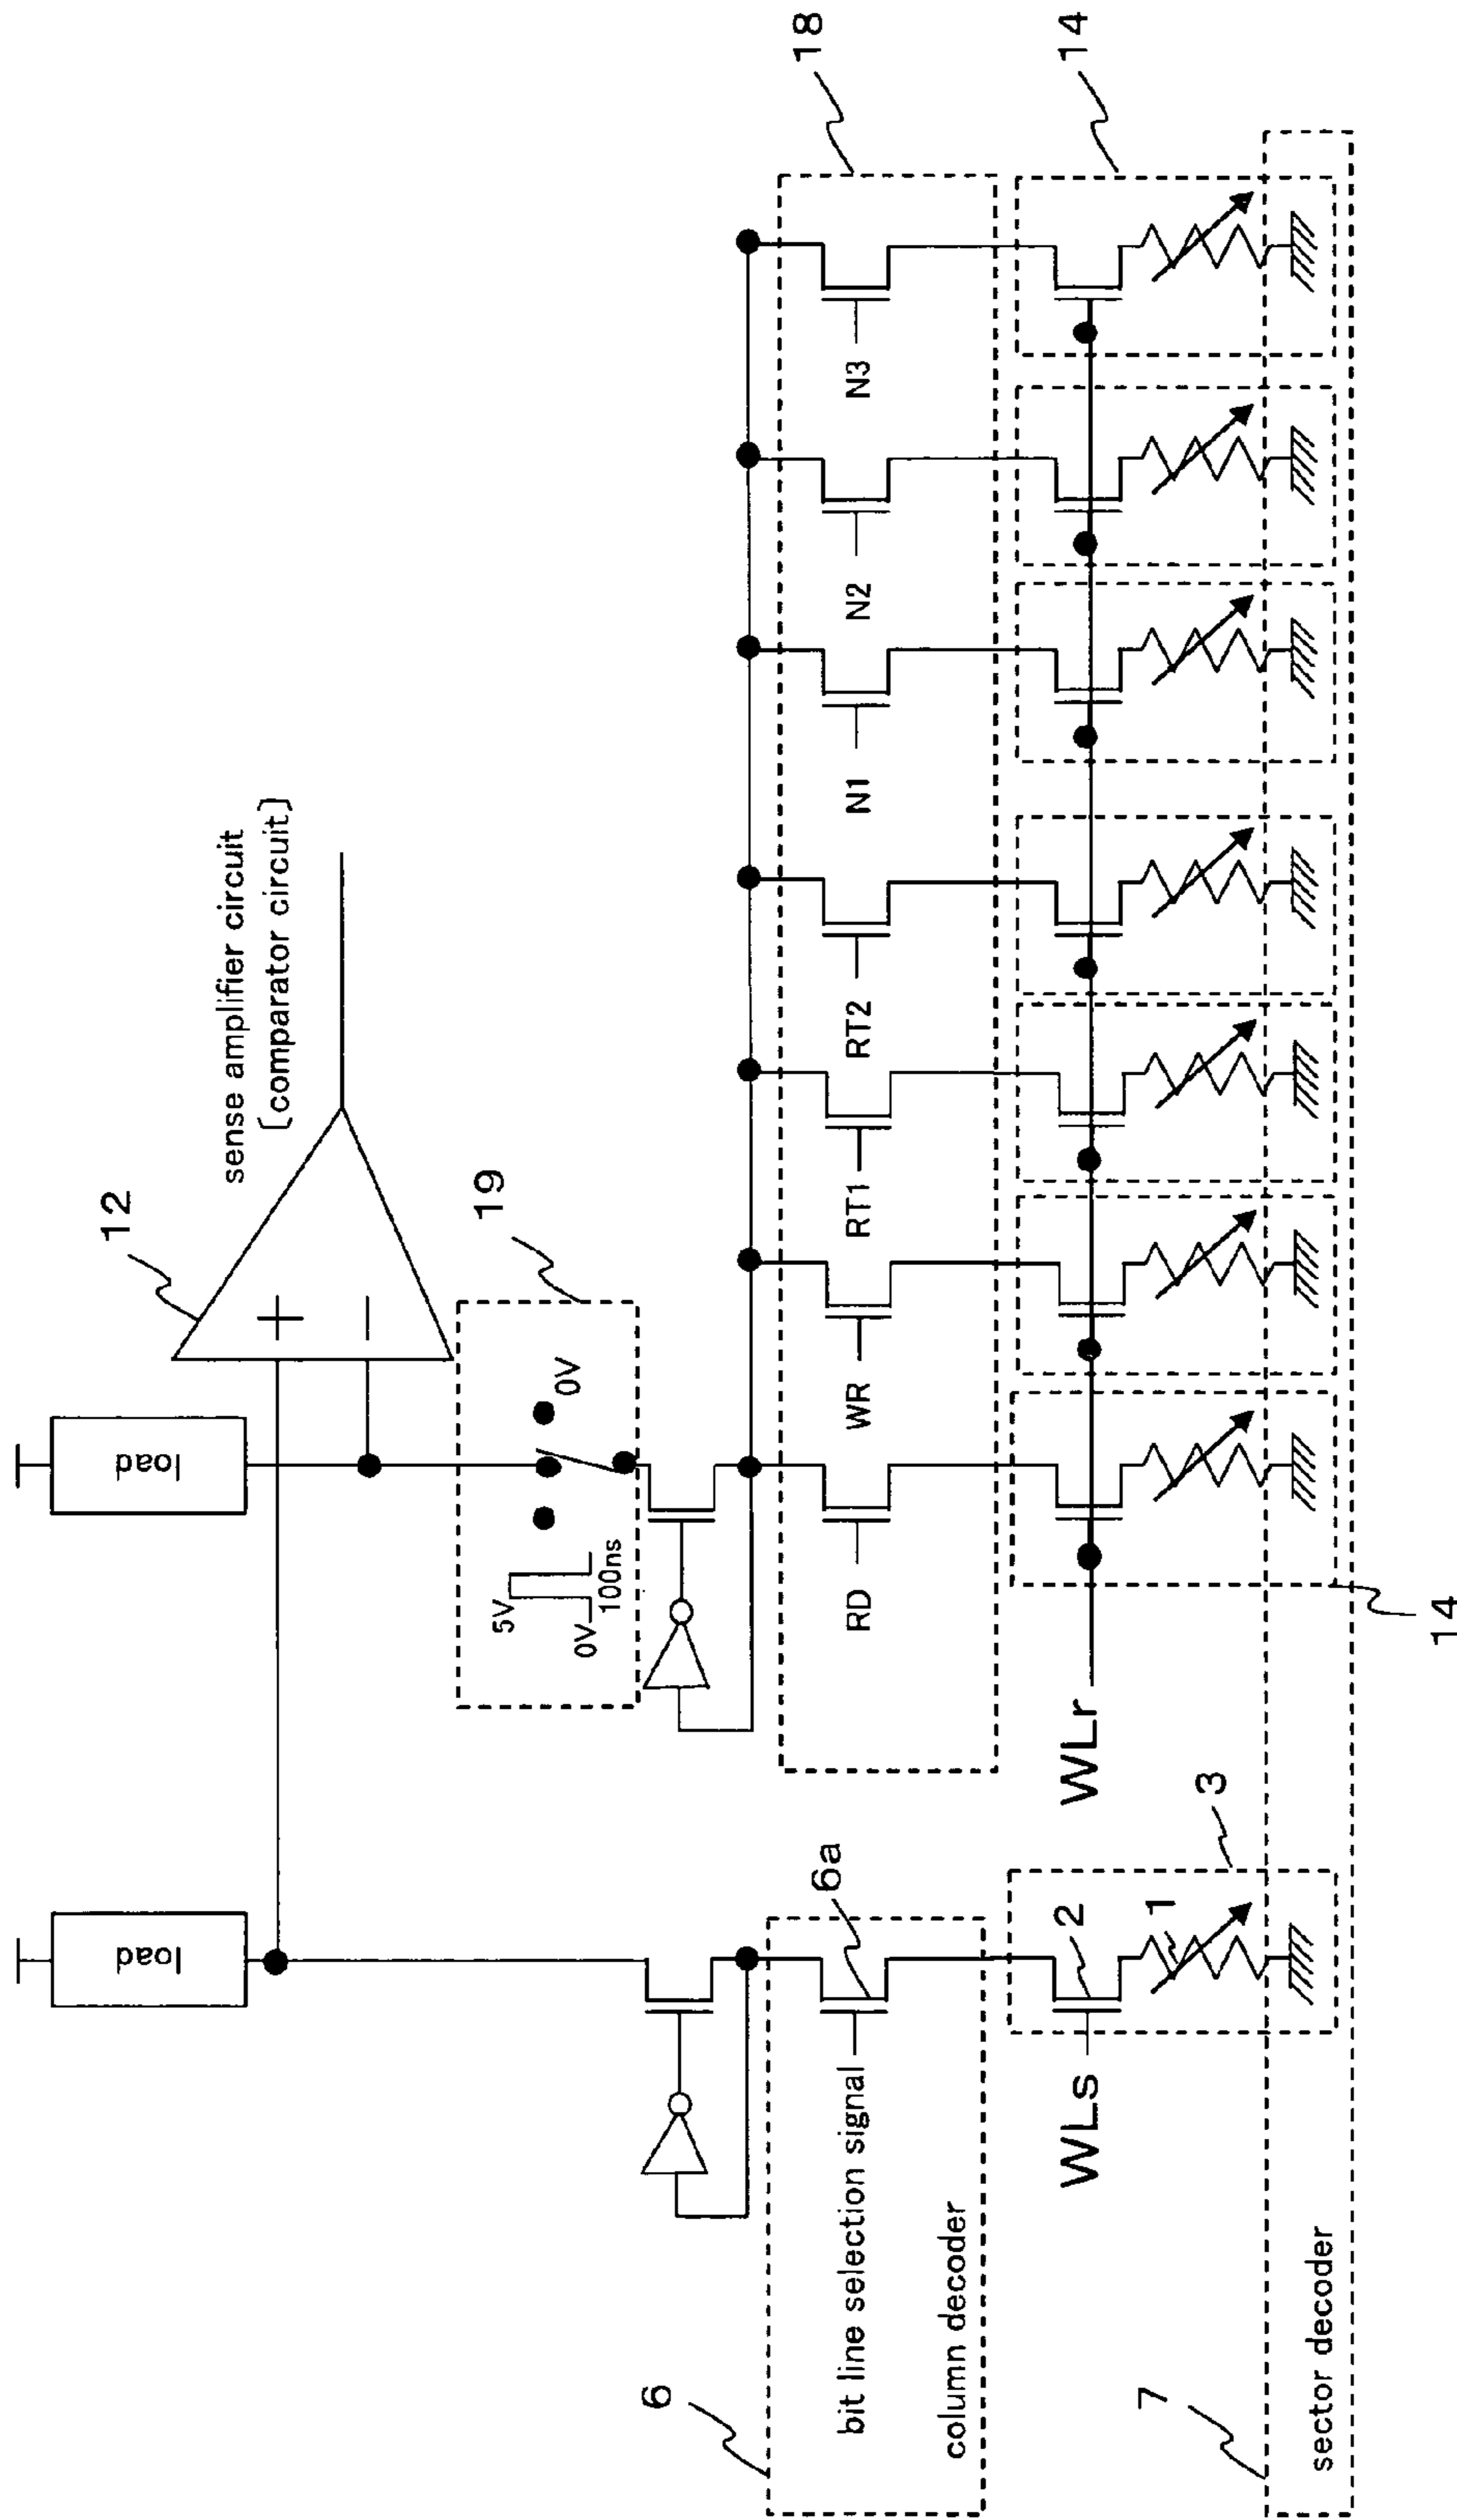 load
load
12
sense amplifier circuit
[comparator circuit]
+
−
19
5V
0V
100ns
0V
18
6
bit line selection signal
6a
column decoder
RD
WR
RT1
RT2
N1
N2
N3
14
WLs
2
1
3
WLr
7
sector decoder
14